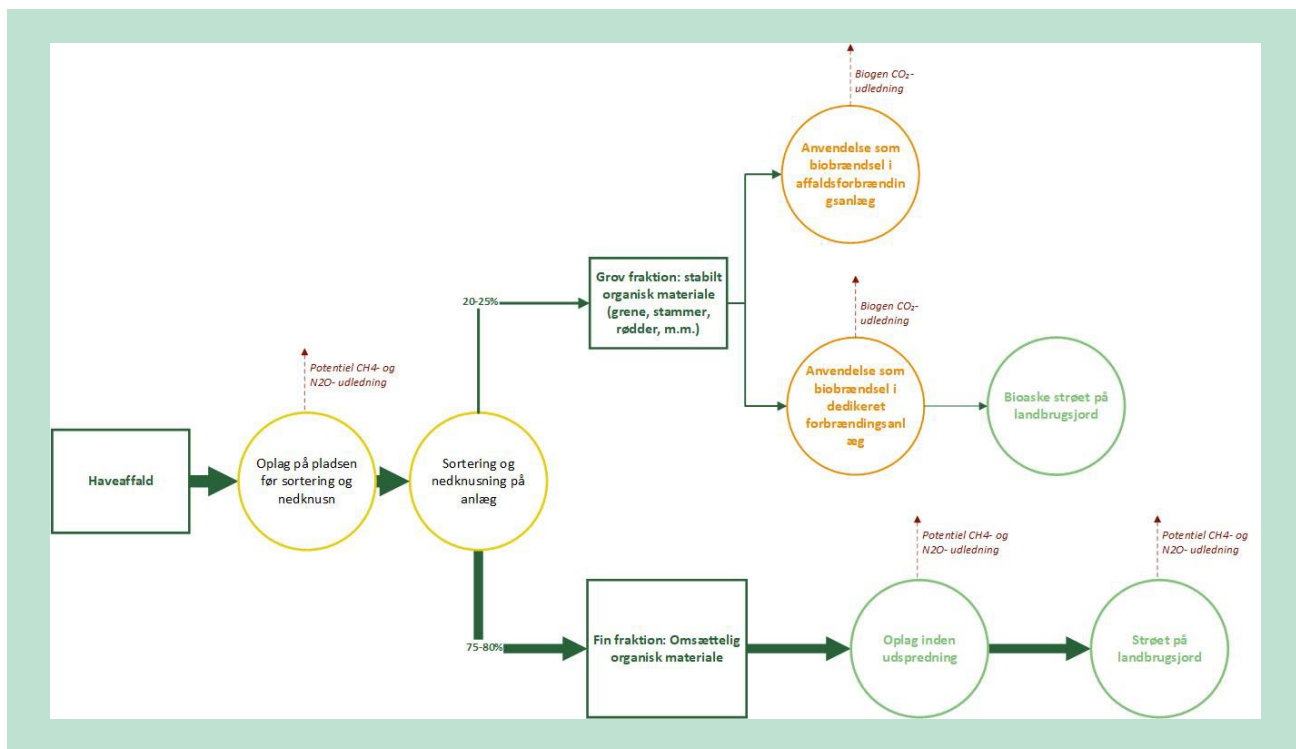 Biogen CO₂-
udledning
Anvendelse som
biobrændsel i
affaldsforbrændin
gsanlæg
20-25%
Grov fraktion: stabilt
organisk materiale
(grene, stammer,
rødder, m.m.)
Biogen CO₂-
udledning
Anvendelse som
biobrændsel i
dedikeret
forbrændingsanl
æg
Bioaske strøet på
landbrugsjord
Potentiel CH4- og
N2O- udledning
Haveaffald
Oplag på pladsen
før sortering og
nedknusn
Sortering og
nedknusning på
anlæg
75-80%
Fin fraktion: Omsættelig
organisk materiale
Potentiel CH4- og
N2O- udledning
Oplag inden
udspredning
Potentiel CH4- og
N2O- udledning
Strøet på
landbrugsjord